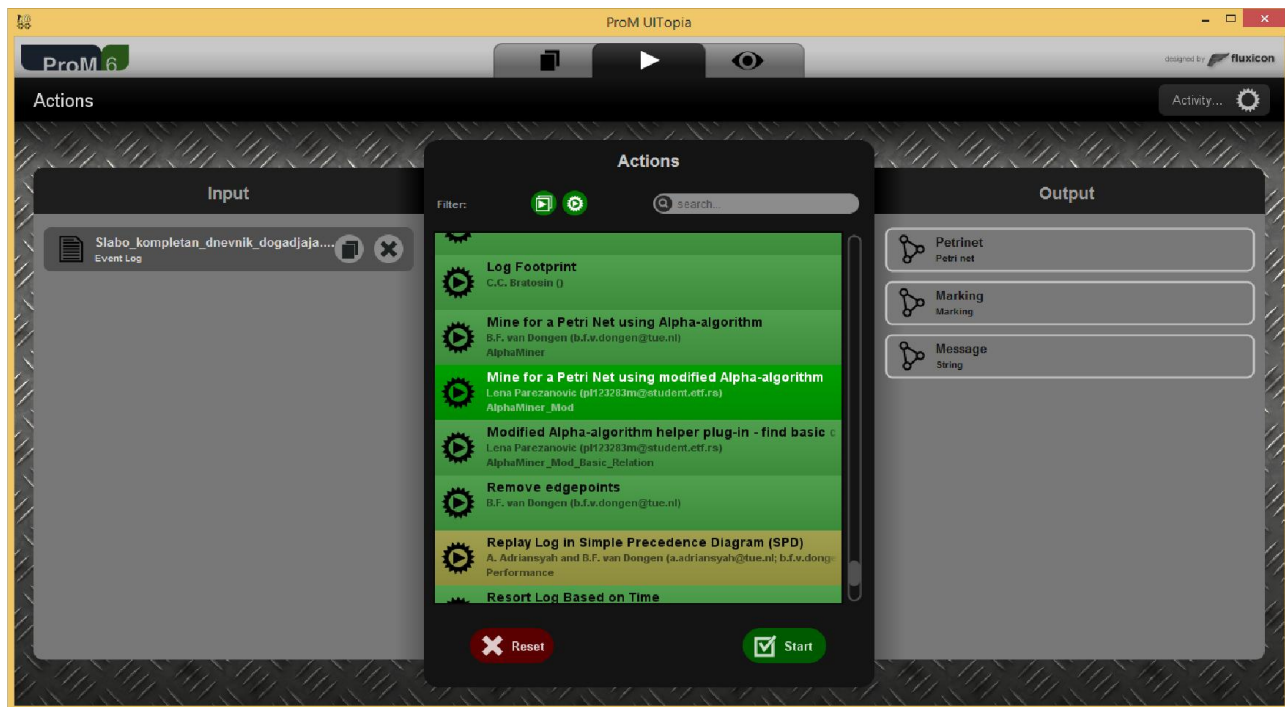 ProM UITopia
ProM 6
designed by fluxicon
Actions
Activity...
Input
Slabo_kompletan_dnevnik_dogadjaja....
Event Log
Actions
Filter:
search...
Log Footprint
C.C. Bratosin ()
Mine for a Petri Net using Alpha-algorithm
B.F. van Dongen (b.f.v.dongen@tue.nl)
AlphaMiner
Mine for a Petri Net using modified Alpha-algorithm
Lena Parezanovic (pl123283m@student.etf.rs)
AlphaMiner_Mod
Modified Alpha-algorithm helper plug-in - find basic
Lena Parezanovic (pl123283m@student.etf.rs)
AlphaMiner_Mod_Basic_Relation
Remove edgepoints
B.F. van Dongen (b.f.v.dongen@tue.nl)
Replay Log in Simple Precedence Diagram (SPD)
A. Adriansyah and B.F. van Dongen (a.adriansyah@tue.nl; b.f.v.donge
Performance
Resort Log Based on Time
Reset
Start
Output
Petrinet
Petri net
Marking
Marking
Message
String